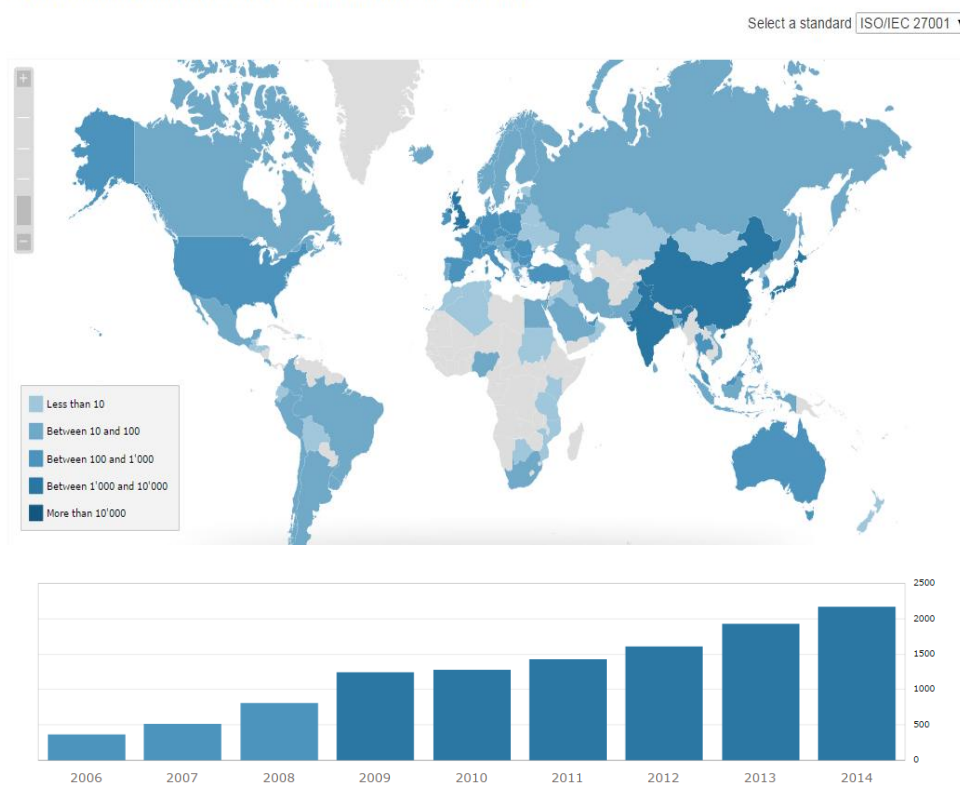 Select a standard ISO/IEC 27001
+
−
Less than 10
Between 10 and 100
Between 100 and 1'000
Between 1'000 and 10'000
More than 10'000
2500
2000
1500
1000
500
0
2006 2007 2008 2009 2010 2011 2012 2013 2014